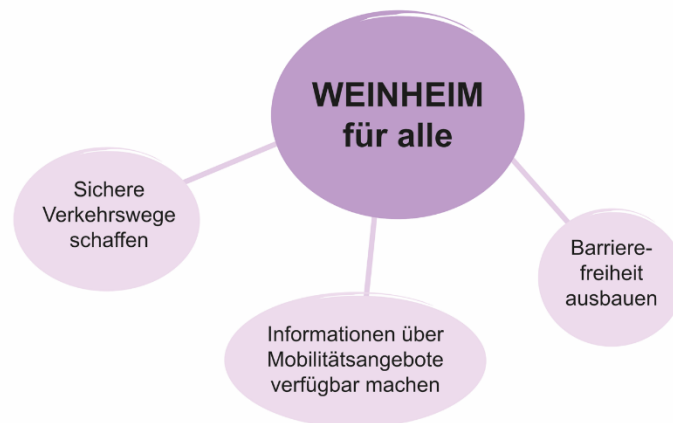 WEINHEIM
für alle
Sichere
Verkehrswege
schaffen
Informationen über
Mobilitätsangebote
verfügbar machen
Barriere-
freiheit
ausbauen